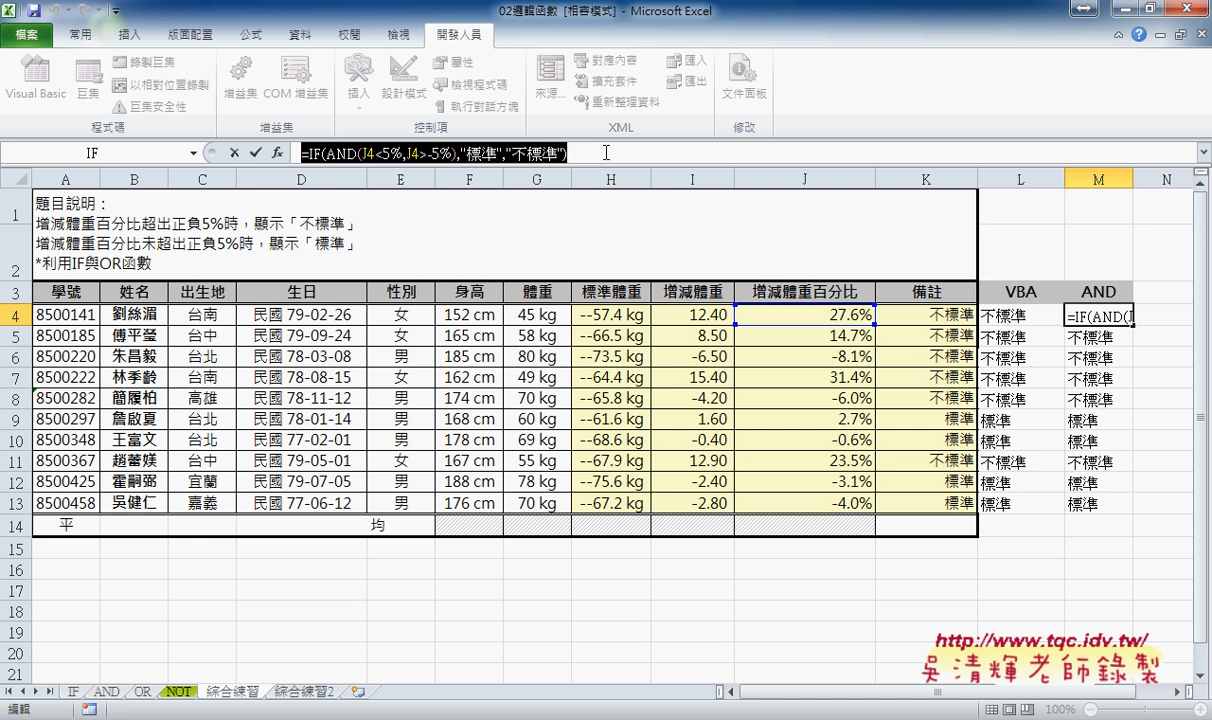 02邏輯函數 [相容模式] - Microsoft Excel
檔案 常用 插入 版面配置 公式 資料 校閱 檢視 開發人員
Visual Basic 巨集 錄製巨集 以相對位置錄製 巨集安全性 程式碼
增益集 COM 增益集 增益集
插入 設計模式 屬性 檢視程式碼 執行對話方塊 控制項
來源... 對應內容 擴充套件 重新整理資料 匯入 匯出 XML
文件面板 修改
IF =IF(AND(J4<5%,J4>-5%),"標準","不標準")
A B C D E F G H I J K L M N
1 題目說明：
增減體重百分比超出正負5%時，顯示「不標準」
增減體重百分比未超出正負5%時，顯示「標準」
2 *利用IF與OR函數
3 學號 姓名 出生地 生日 性別 身高 體重 標準體重 增減體重 增減體重百分比 備註 VBA AND
4 8500141 劉絲湄 台南 民國 79-02-26 女 152 cm 45 kg --57.4 kg 12.40 27.6% 不標準 不標準 =IF(AND(J
5 8500185 傅平瑩 台中 民國 79-09-24 女 165 cm 58 kg --66.5 kg 8.50 14.7% 不標準 不標準 不標準
6 8500220 朱昌毅 台北 民國 78-03-08 男 185 cm 80 kg --73.5 kg -6.50 -8.1% 不標準 不標準 不標準
7 8500222 林季齡 台南 民國 78-08-15 女 162 cm 49 kg --64.4 kg 15.40 31.4% 不標準 不標準 不標準
8 8500282 簡履柏 高雄 民國 78-11-12 男 174 cm 70 kg --65.8 kg -4.20 -6.0% 不標準 不標準 不標準
9 8500297 詹啟夏 台北 民國 78-01-14 男 168 cm 60 kg --61.6 kg 1.60 2.7% 標準 標準 標準
10 8500348 王富文 台北 民國 77-02-01 男 178 cm 69 kg --68.6 kg -0.40 -0.6% 標準 標準 標準
11 8500367 趙蕾媄 台中 民國 79-05-01 女 167 cm 55 kg --67.9 kg 12.90 23.5% 不標準 不標準 不標準
12 8500425 霍嗣弼 宜蘭 民國 79-07-05 男 188 cm 78 kg --75.6 kg -2.40 -3.1% 標準 標準 標準
13 8500458 吳健仁 嘉義 民國 77-06-12 男 176 cm 70 kg --67.2 kg -2.80 -4.0% 標準 標準 標準
14 平 均
15
16
17
18
19
20
21
http://www.tqc.idv.tw/
吳清輝老師錄製
IF AND OR NOT 綜合練習 綜合練習2
編輯 100%